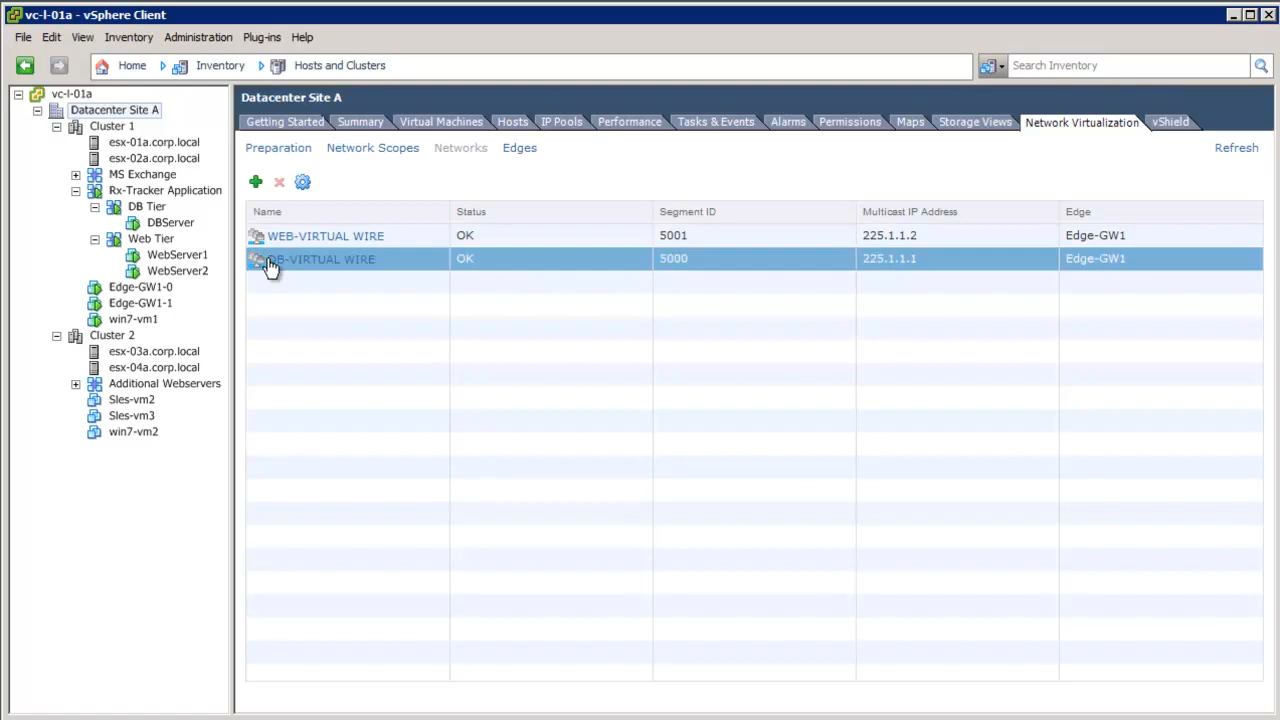 vc-l-01a - vSphere Client
File Edit View Inventory Administration Plug-ins Help
Home Inventory Hosts and Clusters Search Inventory
vc-l-01a
Datacenter Site A
Cluster 1
esx-01a.corp.local
esx-02a.corp.local
MS Exchange
Rx-Tracker Application
DB Tier
DBServer
Web Tier
WebServer1
WebServer2
Edge-GW1-0
Edge-GW1-1
win7-vm1
Cluster 2
esx-03a.corp.local
esx-04a.corp.local
Additional Webservers
Sles-vm2
Sles-vm3
win7-vm2
Datacenter Site A
Getting Started Summary Virtual Machines Hosts IP Pools Performance Tasks & Events Alarms Permissions Maps Storage Views Network Virtualization vShield
Preparation Network Scopes Networks Edges Refresh
Name Status Segment ID Multicast IP Address Edge
WEB-VIRTUAL WIRE OK 5001 225.1.1.2 Edge-GW1
DB-VIRTUAL WIRE OK 5000 225.1.1.1 Edge-GW1